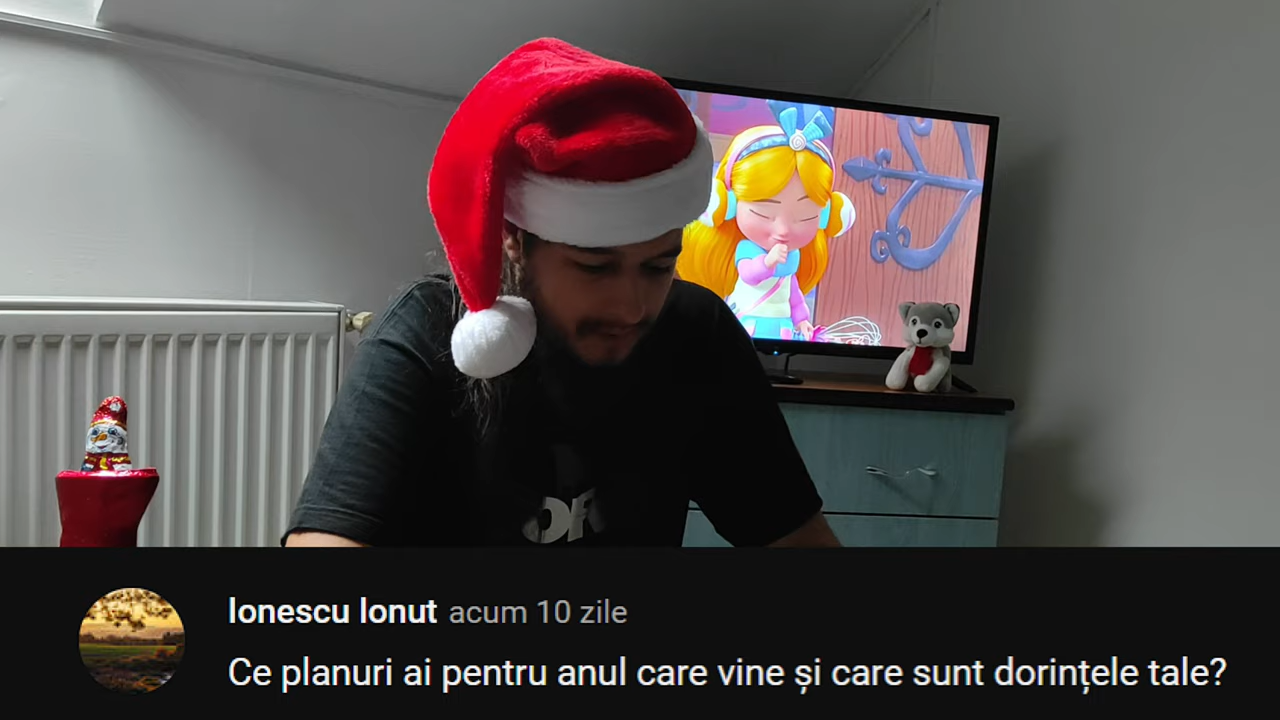 Ionescu Ionut acum 10 zile
Ce planuri ai pentru anul care vine și care sunt dorințele tale?